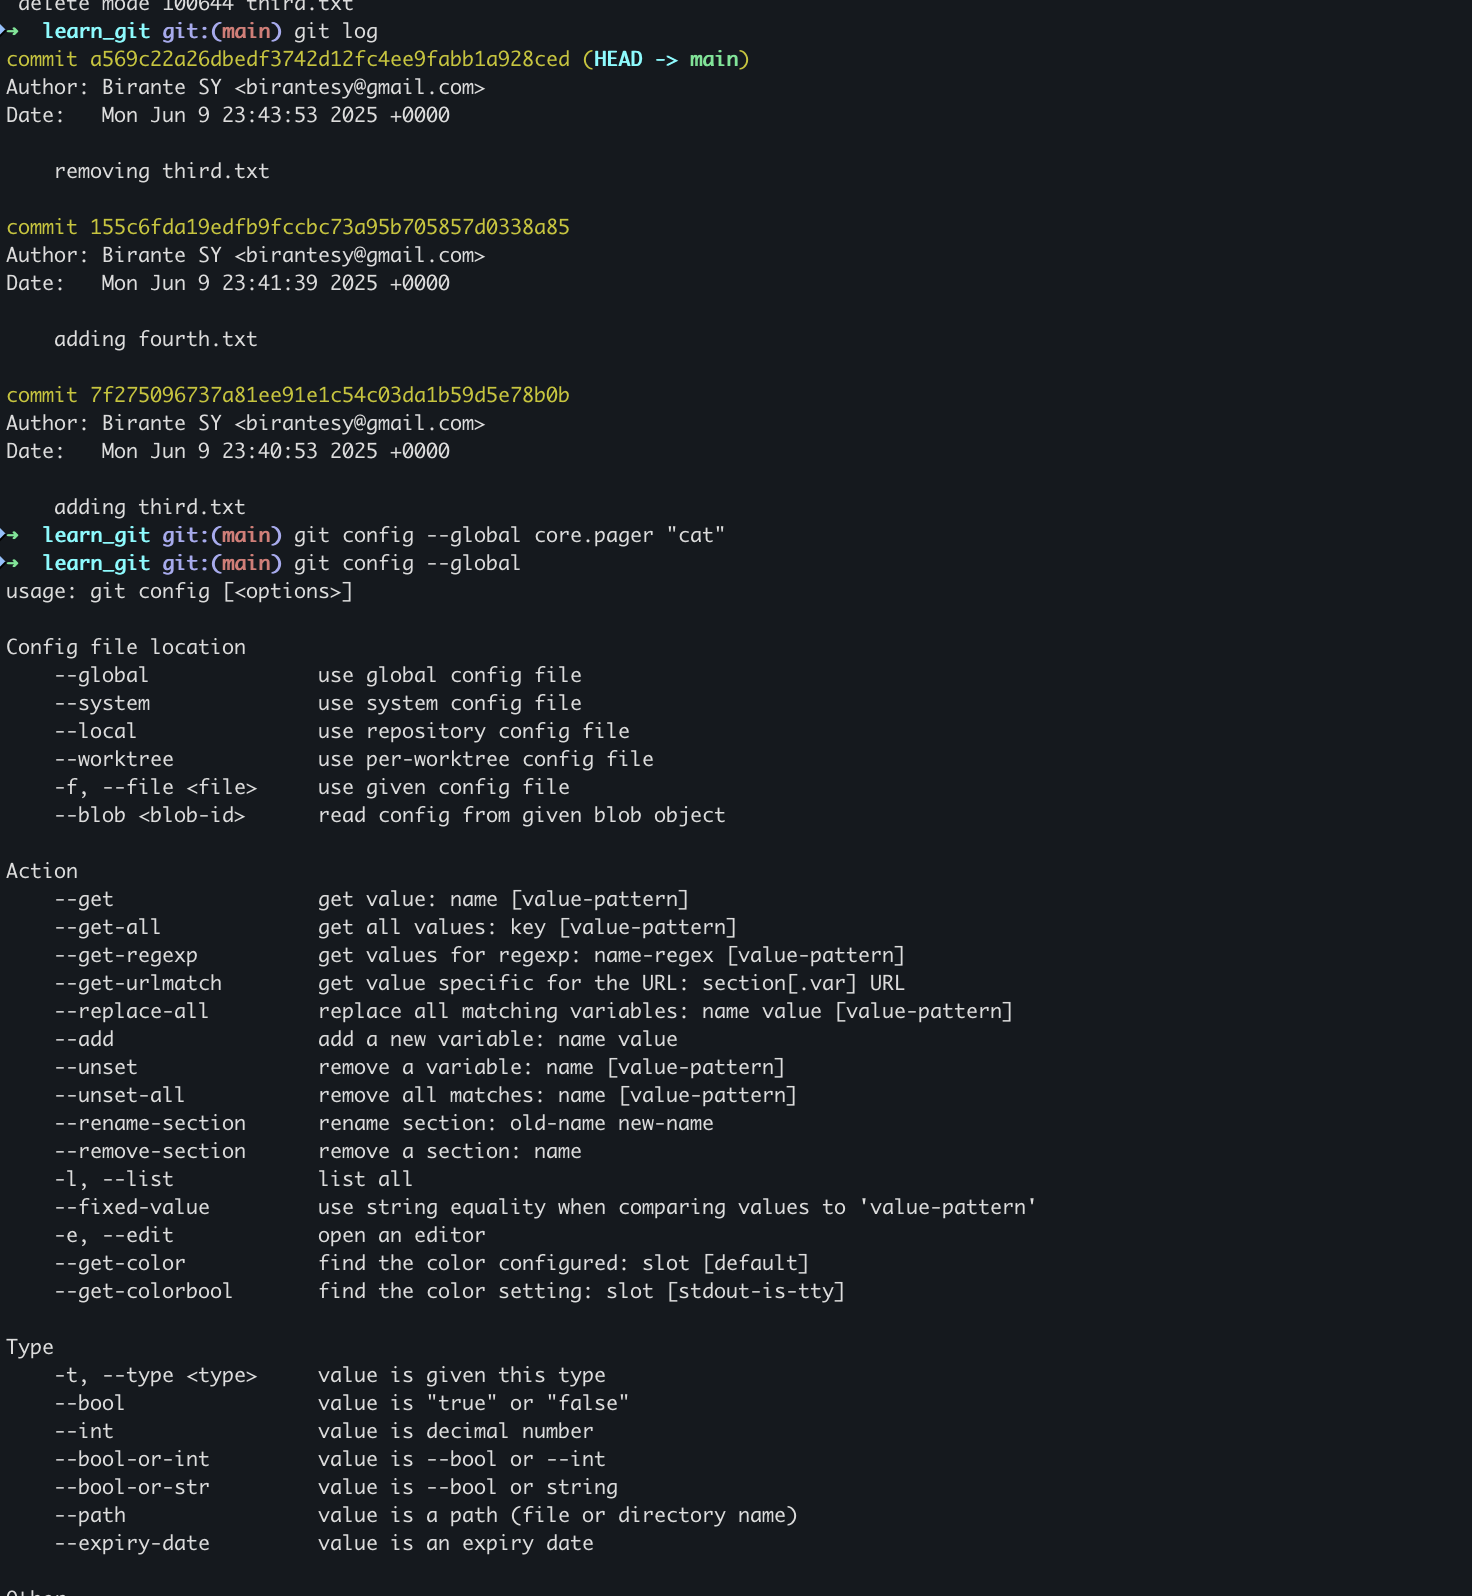 delete mode 100644 third.txt
➜  learn_git git:(main) git log
commit a569c22a26dbedf3742d12fc4ee9fabb1a928ced (HEAD -> main)
Author: Birante SY <birantesy@gmail.com>
Date:   Mon Jun 9 23:43:53 2025 +0000
    removing third.txt
commit 155c6fda19edfb9fccbc73a95b705857d0338a85
Author: Birante SY <birantesy@gmail.com>
Date:   Mon Jun 9 23:41:39 2025 +0000
    adding fourth.txt
commit 7f275096737a81ee91e1c54c03da1b59d5e78b0b
Author: Birante SY <birantesy@gmail.com>
Date:   Mon Jun 9 23:40:53 2025 +0000
    adding third.txt
➜  learn_git git:(main) git config --global core.pager "cat"
➜  learn_git git:(main) git config --global
usage: git config [<options>]
Config file location
    --global              use global config file
    --system              use system config file
    --local               use repository config file
    --worktree            use per-worktree config file
    -f, --file <file>     use given config file
    --blob <blob-id>      read config from given blob object
Action
    --get                 get value: name [value-pattern]
    --get-all             get all values: key [value-pattern]
    --get-regexp          get values for regexp: name-regex [value-pattern]
    --get-urlmatch        get value specific for the URL: section[.var] URL
    --replace-all         replace all matching variables: name value [value-pattern]
    --add                 add a new variable: name value
    --unset               remove a variable: name [value-pattern]
    --unset-all           remove all matches: name [value-pattern]
    --rename-section      rename section: old-name new-name
    --remove-section      remove a section: name
    -l, --list            list all
    --fixed-value         use string equality when comparing values to 'value-pattern'
    -e, --edit            open an editor
    --get-color           find the color configured: slot [default]
    --get-colorbool       find the color setting: slot [stdout-is-tty]
Type
    -t, --type <type>     value is given this type
    --bool                value is "true" or "false"
    --int                 value is decimal number
    --bool-or-int         value is --bool or --int
    --bool-or-str         value is --bool or string
    --path                value is a path (file or directory name)
    --expiry-date         value is an expiry date
Other